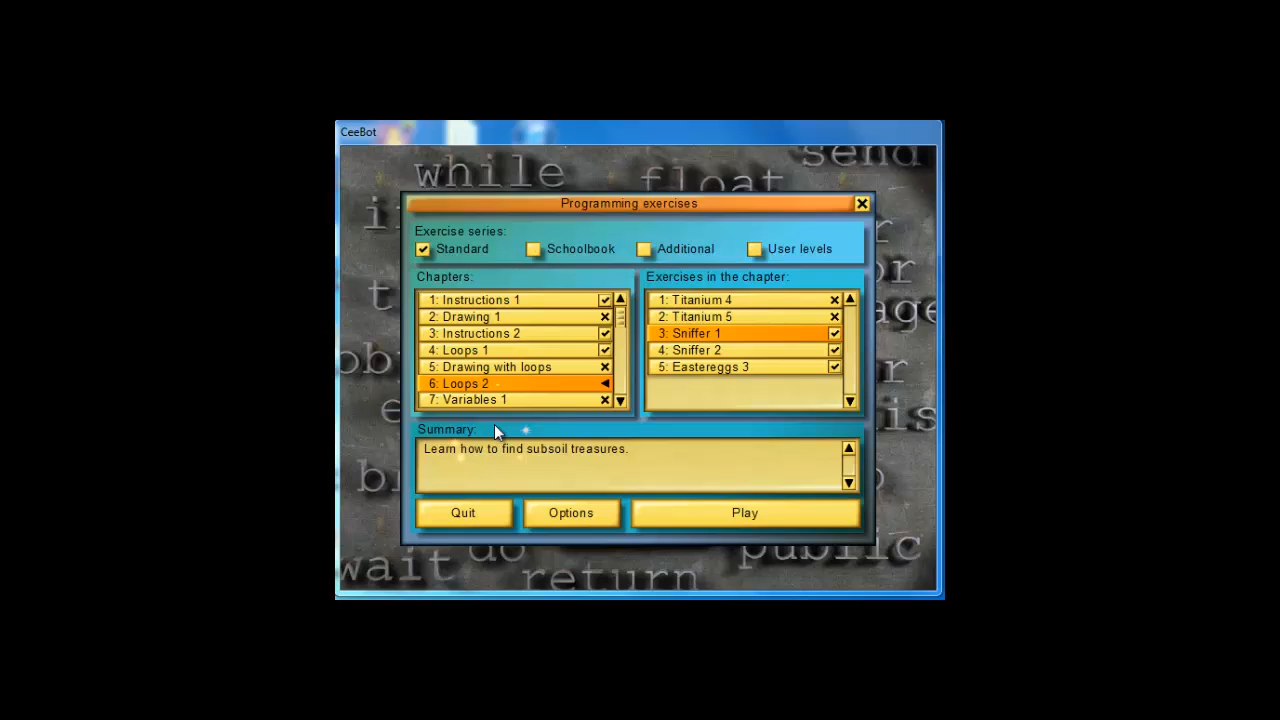 CeeBot
while
float
send
Programming exercises
Exercise series:
Standard Schoolbook Additional User levels
Chapters:
1: Instructions 1
2: Drawing 1
3: Instructions 2
4: Loops 1
5: Drawing with loops
6: Loops 2
7: Variables 1
Exercises in the chapter:
1: Titanium 4
2: Titanium 5
3: Sniffer 1
4: Sniffer 2
5: Eastereggs 3
Summary:
Learn how to find subsoil treasures.
Quit Options Play
wait
do
return
public